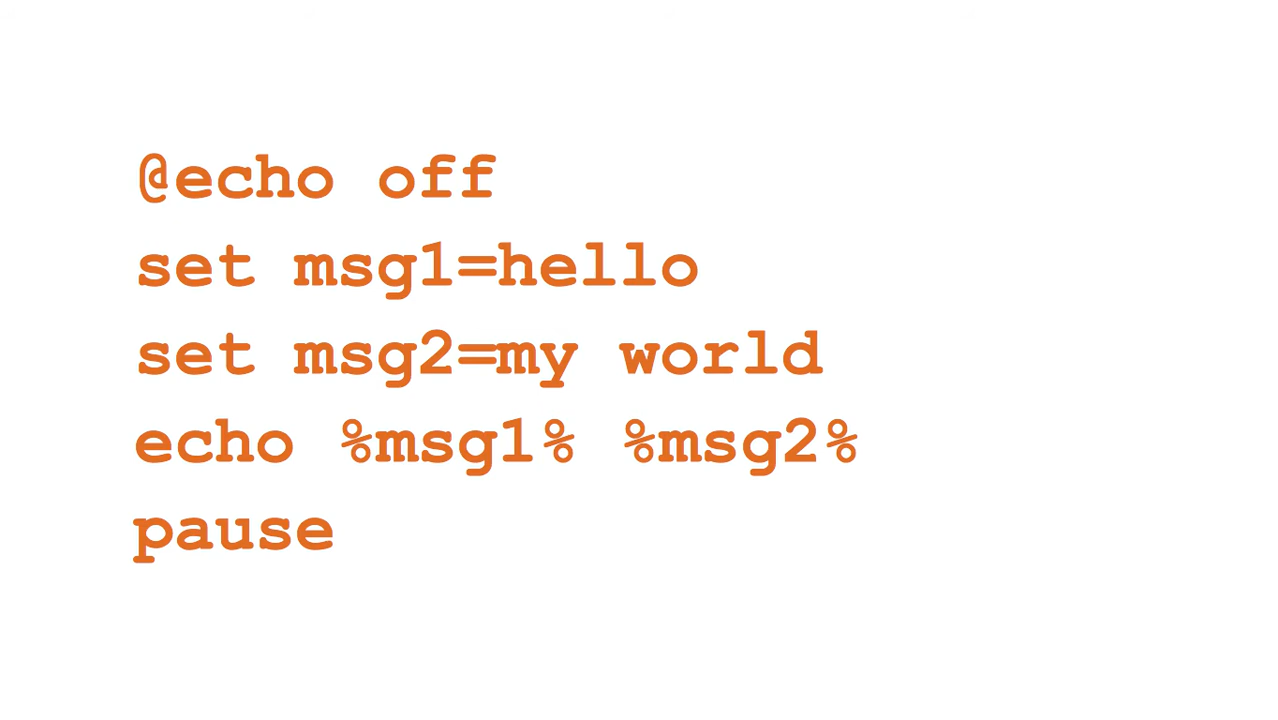 @echo off
set msg1=hello
set msg2=my world
echo %msg1% %msg2%
pause